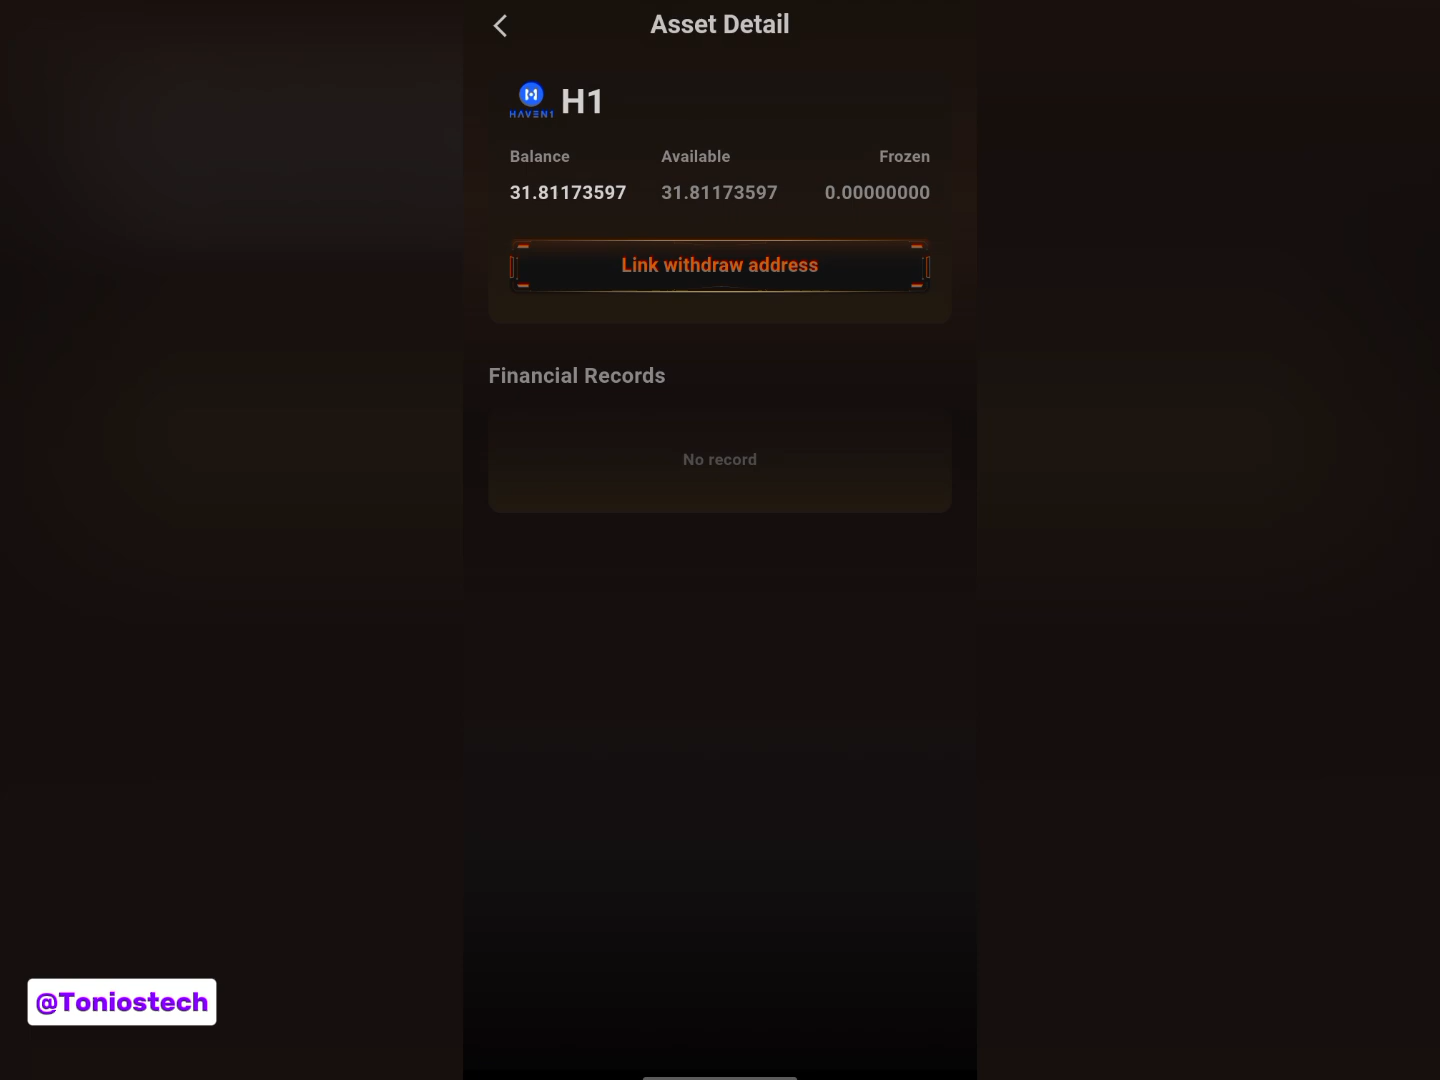 Asset Detail
HAVEN1
H1
Balance Available Frozen
31.81173597 31.81173597 0.00000000
Link withdraw address
Financial Records
No record
@Toniostech